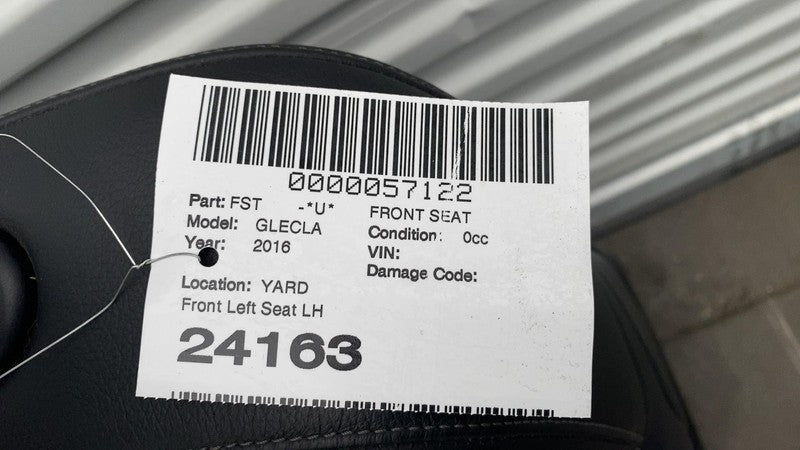 0000057122
Part: FST -*U* FRONT SEAT
Model: GLECLA Condition: 0cc
Year: 2016 VIN:
Damage Code:
Location: YARD
Front Left Seat LH
24163